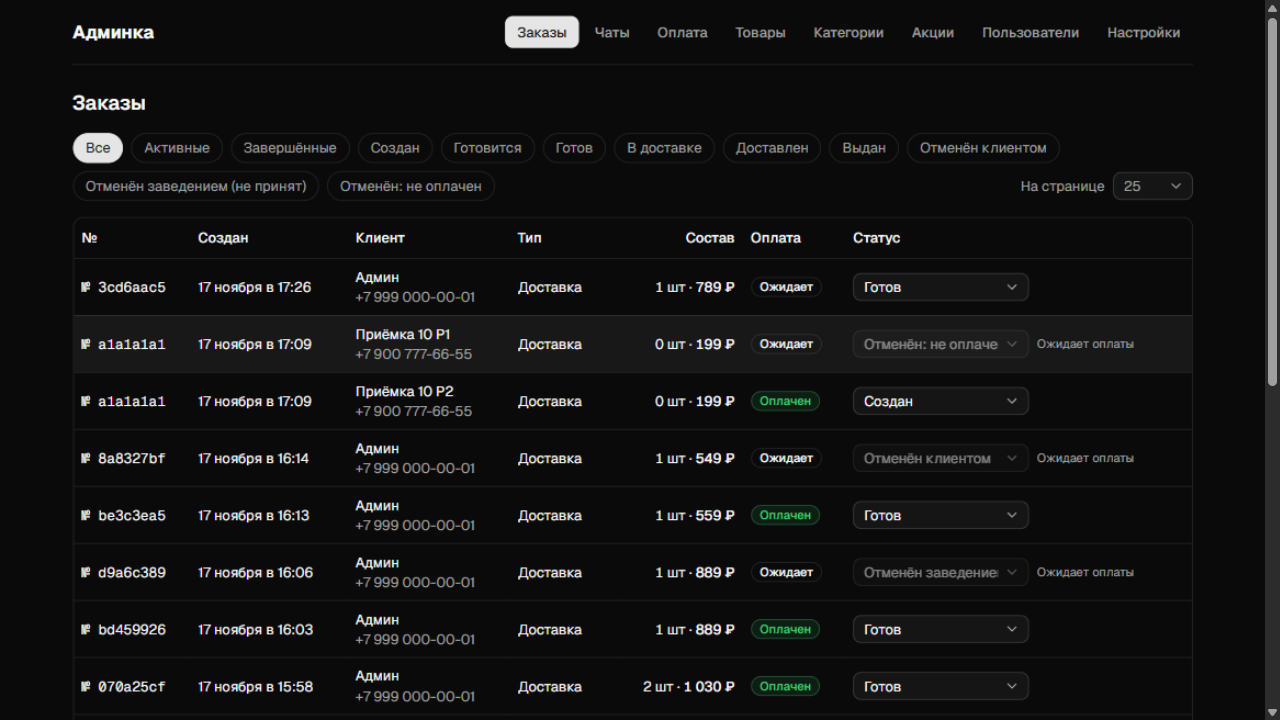 Админка Заказы Чаты Оплата Товары Категории Акции Пользователи Настройки
Заказы
Все Активные Завершённые Создан Готовится Готов В доставке Доставлен Выдан Отменён клиентом
Отменён заведением (не принят) Отменён: не оплачен На странице 25
№ Создан Клиент Тип Состав Оплата Статус
№ 3cd6aac5 17 ноября в 17:26 Админ +7 999 000-00-01 Доставка 1 шт · 789 ₽ Ожидает Готов
№ a1a1a1a1 17 ноября в 17:09 Приёмка 10 P1 +7 900 777-66-55 Доставка 0 шт · 199 ₽ Ожидает Отменён: не оплаче Ожидает оплаты
№ a1a1a1a1 17 ноября в 17:09 Приёмка 10 P2 +7 900 777-66-55 Доставка 0 шт · 199 ₽ Оплачен Создан
№ 8a8327bf 17 ноября в 16:14 Админ +7 999 000-00-01 Доставка 1 шт · 549 ₽ Ожидает Отменён клиентом Ожидает оплаты
№ be3c3ea5 17 ноября в 16:13 Админ +7 999 000-00-01 Доставка 1 шт · 559 ₽ Оплачен Готов
№ d9a6c389 17 ноября в 16:06 Админ +7 999 000-00-01 Доставка 1 шт · 889 ₽ Ожидает Отменён заведение Ожидает оплаты
№ bd459926 17 ноября в 16:03 Админ +7 999 000-00-01 Доставка 1 шт · 889 ₽ Оплачен Готов
№ 070a25cf 17 ноября в 15:58 Админ +7 999 000-00-01 Доставка 2 шт · 1 030 ₽ Оплачен Готов